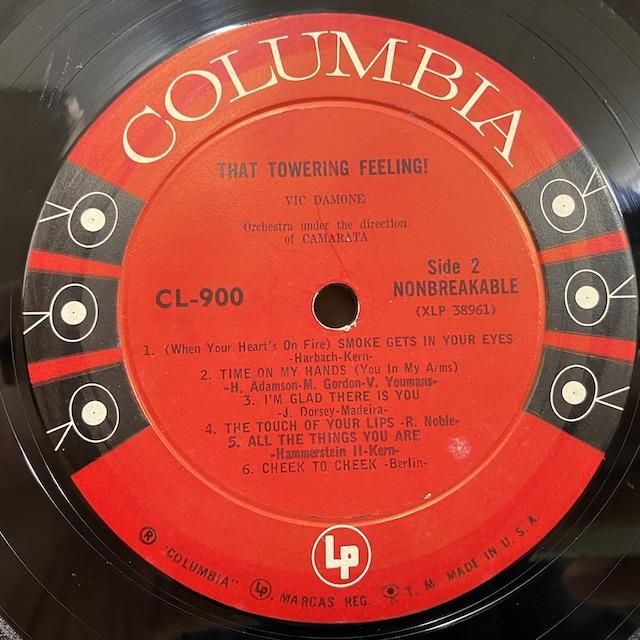 COLUMBIA
THAT TOWERING FEELING!
VIC DAMONE
Orchestra under the direction
of CAMARATA
CL-900
Side 2
NONBREAKABLE
(XLP 38961)
1. (When Your Heart's On Fire) SMOKE GETS IN YOUR EYES
-Harbach-Kern-
2. TIME ON MY HANDS (You In My Arms)
-H. Adamson-M. Gordon-V. Youmans-
3. I'M GLAD THERE IS YOU
-J. Dorsey-Madeira-
4. THE TOUCH OF YOUR LIPS -R. Noble-
5. ALL THE THINGS YOU ARE
-Hammerstein II-Kern-
6. CHEEK TO CHEEK -Berlin-
Lp
® "COLUMBIA" Lp, MARCAS REG. T. M. MADE IN U. S. A.